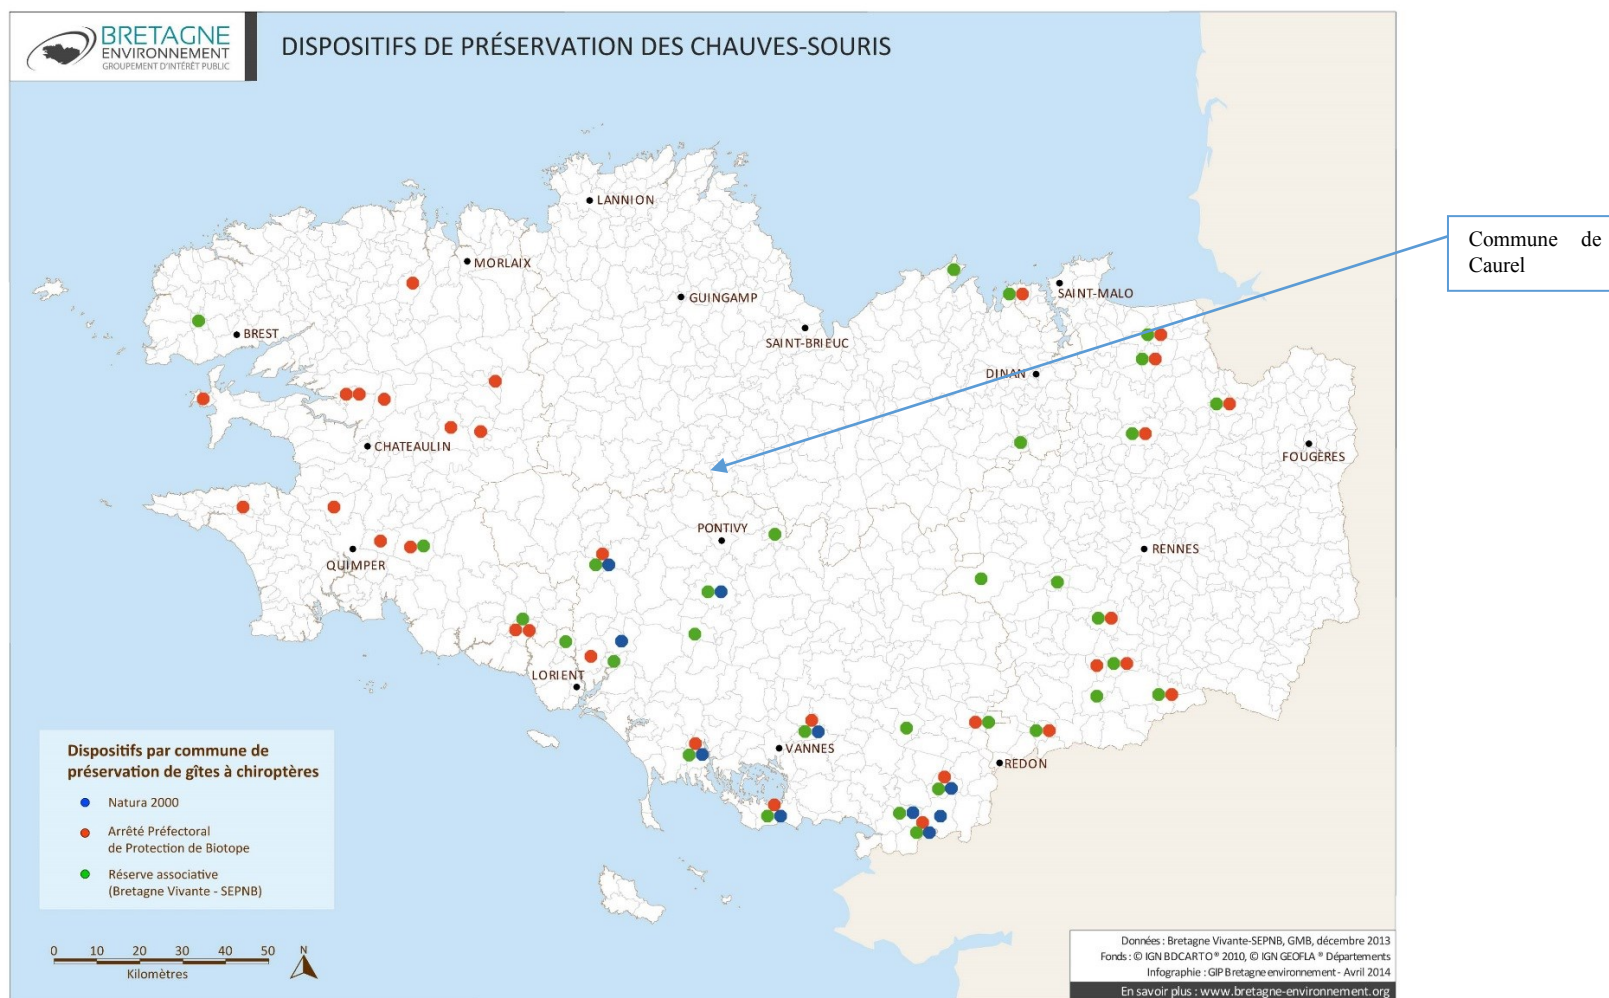 BRETAGNE
ENVIRONNEMENT
GROUPEMENT D'INTÉRÊT PUBLIC
DISPOSITIFS DE PRÉSERVATION DES CHAUVES-SOURIS
LANNION
Commune de
Caurel
MORLAIX
GUINGAMP
SAINT-MALO
BREST
SAINT-BRIEUC
DINAN
CHATEAULIN
FOUGÈRES
PONTIVY
RENNES
QUIMPER
LORIENT
VANNES
REDON
Dispositifs par commune de
préservation de gîtes à chiroptères
Natura 2000
Arrêté Préfectoral
de Protection de Biotope
Réserve associative
(Bretagne Vivante - SEPNB)
0 10 20 30 40 50
Kilomètres
N
Données : Bretagne Vivante-SEPNB, GMB, décembre 2013
Fonds : © IGN BDCARTO ® 2010, © IGN GEOFLA ® Départements
Infographie : GIP Bretagne environnement - Avril 2014
En savoir plus : www.bretagne-environnement.org